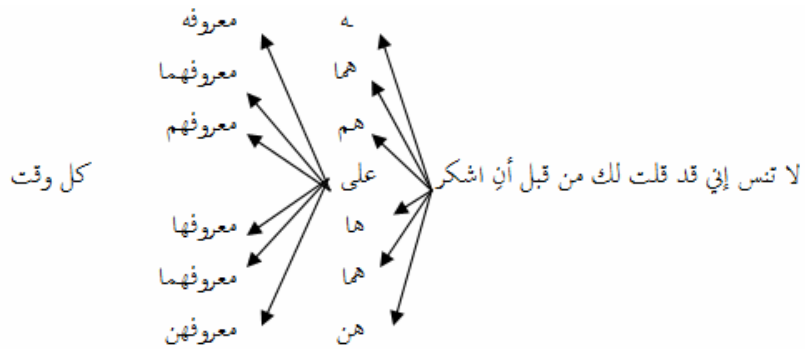 ـه معروفه
هما معروفهما
هم معروفهم
لا تنس إني قد قلت لك من قبل أنِ اشكر على كل وقت
ها معروفها
هما معروفهما
هن معروفهن